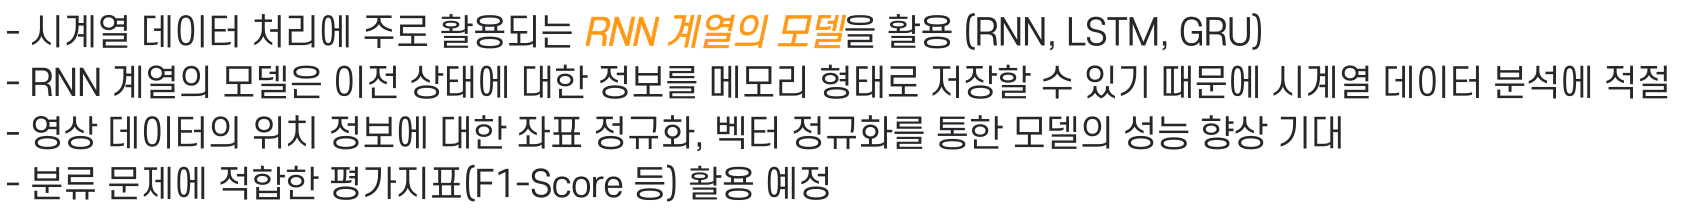 - 시계열 데이터 처리에 주로 활용되는 RNN 계열의 모델을 활용 (RNN, LSTM, GRU)
- RNN 계열의 모델은 이전 상태에 대한 정보를 메모리 형태로 저장할 수 있기 때문에 시계열 데이터 분석에 적절
- 영상 데이터의 위치 정보에 대한 좌표 정규화, 벡터 정규화를 통한 모델의 성능 향상 기대
- 분류 문제에 적합한 평가지표(F1-Score 등) 활용 예정